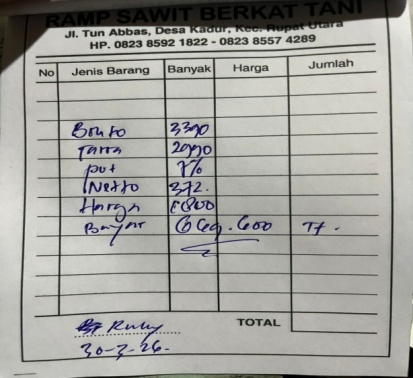 RAMP SAWIT BERKAT TANI
Jl. Tun Abbas, Desa Kadur, Kec. Rupat Utara
HP. 0823 8592 1822 - 0823 8557 4289
No Jenis Barang Banyak Harga Jumlah
Bruto 3390
Tarra 2990
pot 7%
Netto 372.
Harga 1800
Bayar 669.600 Tf.
TOTAL
30-3-26.